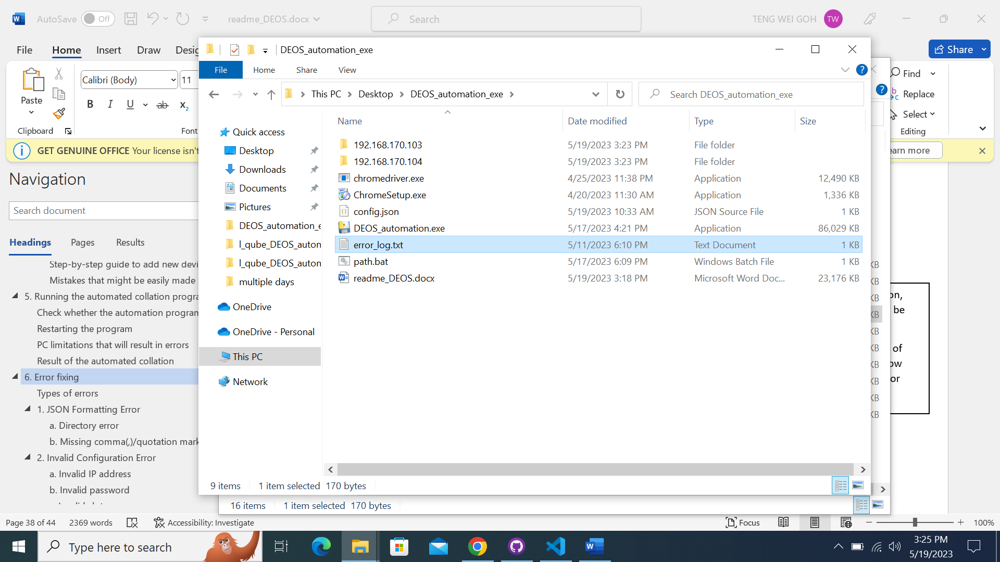 AutoSave Off readme_DEOS.docx Search TENG WEI GOH TW
File Home Insert Draw Desig Share
DEOS_automation_exe
File Home Share View
This PC Desktop DEOS_automation_exe Search DEOS_automation_exe
Calibri (Body) 11
Paste B I U ab x2
Clipboard Font
Find
Replace
Select
Editing
GET GENUINE OFFICE Your license isn't earn more
Name Date modified Type Size
192.168.170.103 5/19/2023 3:23 PM File folder
192.168.170.104 5/19/2023 3:23 PM File folder
chromedriver.exe 4/25/2023 11:38 PM Application 12,490 KB
ChromeSetup.exe 4/20/2023 11:30 AM Application 1,336 KB
config.json 5/19/2023 10:33 AM JSON Source File 1 KB
DEOS_automation.exe 5/17/2023 4:21 PM Application 86,029 KB
error_log.txt 5/11/2023 6:10 PM Text Document 1 KB
path.bat 5/17/2023 6:09 PM Windows Batch File 1 KB
readme_DEOS.docx 5/19/2023 3:18 PM Microsoft Word Doc... 23,176 KB
Quick access
Desktop
Downloads
Documents
Pictures
DEOS_automation_e
l_qube_DEOS_auton
l_qube_DEOS_auton
multiple days
OneDrive
OneDrive - Personal
This PC
Network
9 items 1 item selected 170 bytes
16 items 1 item selected 170 bytes
Navigation
Search document
Headings Pages Results
Step-by-step guide to add new devi
Mistakes that might be easily made
5. Running the automated collation progra
Check whether the automation program
Restarting the program
PC limitations that will result in errors
Result of the automated collation
6. Error fixing
Types of errors
1. JSON Formatting Error
a. Directory error
b. Missing comma(,)/quotation mark
2. Invalid Configuration Error
a. Invalid IP address
b. Invalid password
KB
KB
KB
KB
KB
KB
KB
KB
KB
KB
on,
be
of
ow
or
Page 38 of 44 2369 words Accessibility: Investigate Focus 100%
Type here to search
3:25 PM
5/19/2023